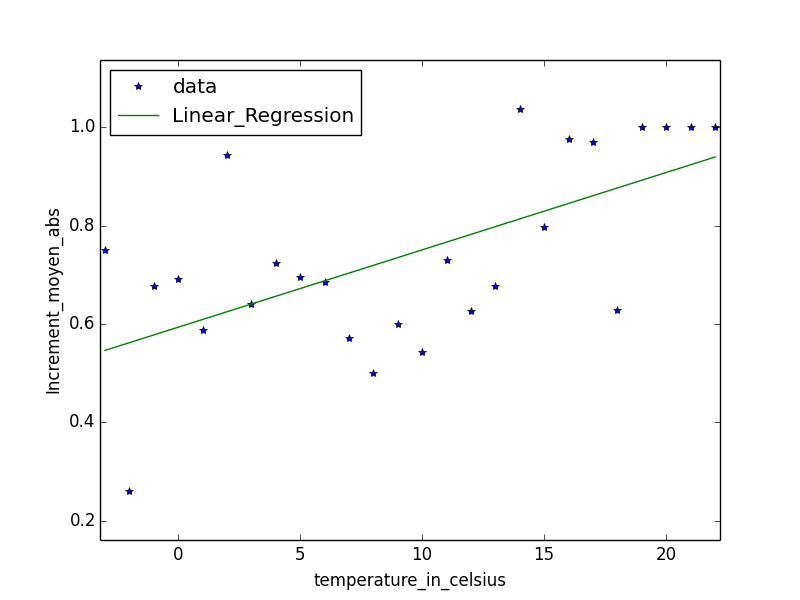 data
Linear_Regression
1.0
0.8
0.6
0.4
0.2
Increment_moyen_abs
0 5 10 15 20
temperature_in_celsius